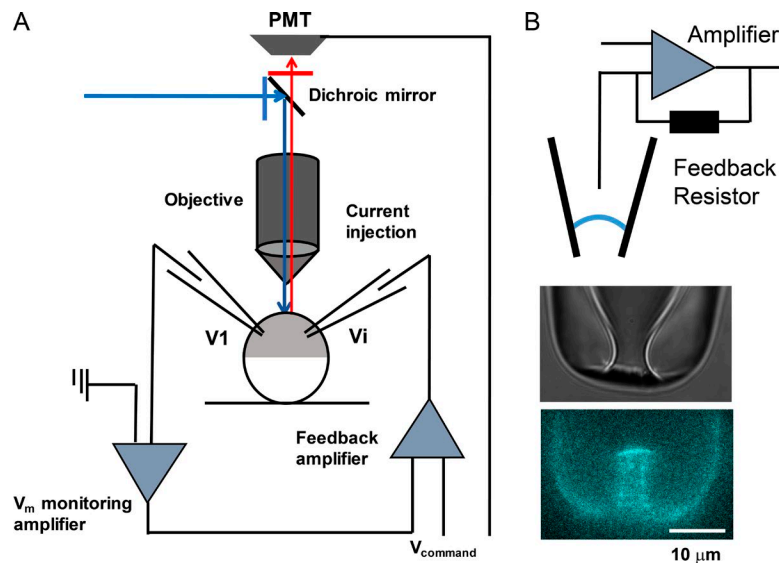 A
PMT
Dichroic mirror
Objective
Current
injection
V1
Vi
Feedback
amplifier
Vm monitoring
amplifier
Vcommand
B
Amplifier
Feedback
Resistor
10 μm